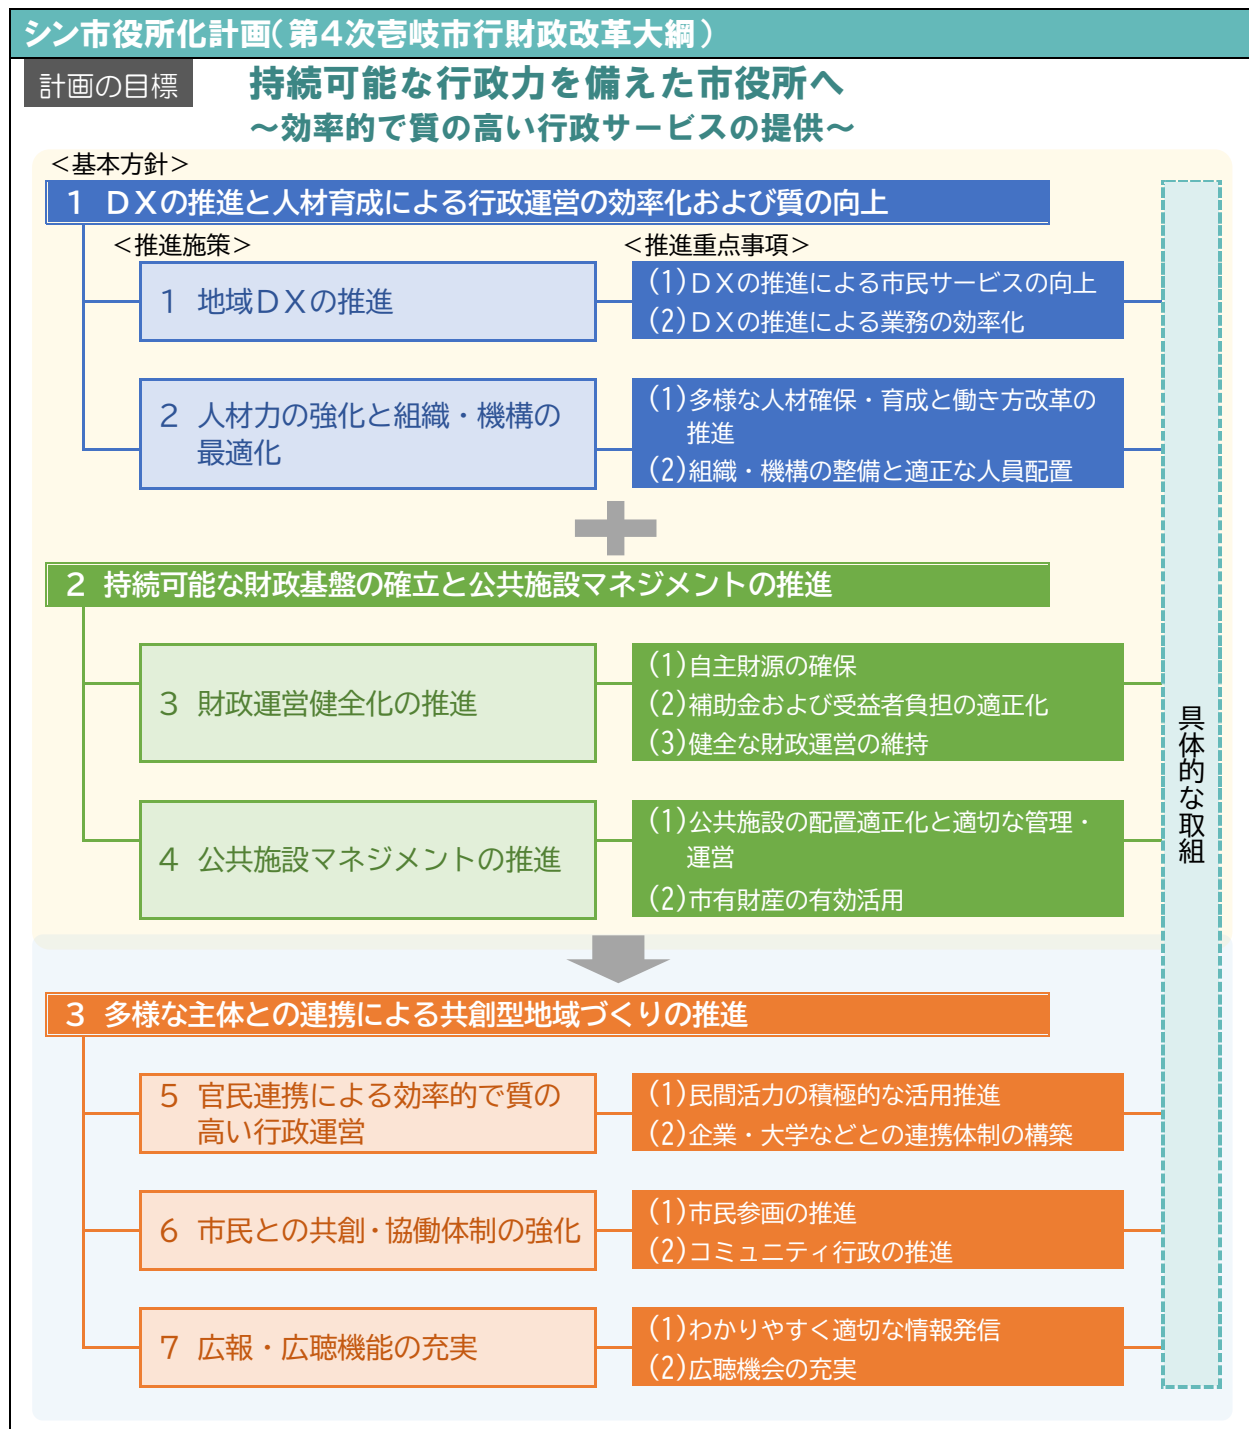 シン市役所化計画(第4次壱岐市行財政改革大綱)
計画の目標
持続可能な行政力を備えた市役所へ
～効率的で質の高い行政サービスの提供～
＜基本方針＞
1 ＤＸの推進と人材育成による行政運営の効率化および質の向上
＜推進施策＞
＜推進重点事項＞
1 地域ＤＸの推進
(1)ＤＸの推進による市民サービスの向上
(2)ＤＸの推進による業務の効率化
2 人材力の強化と組織・機構の
最適化
(1)多様な人材確保・育成と働き方改革の
推進
(2)組織・機構の整備と適正な人員配置
2 持続可能な財政基盤の確立と公共施設マネジメントの推進
3 財政運営健全化の推進
(1)自主財源の確保
(2)補助金および受益者負担の適正化
(3)健全な財政運営の維持
4 公共施設マネジメントの推進
(1)公共施設の配置適正化と適切な管理・
運営
(2)市有財産の有効活用
3 多様な主体との連携による共創型地域づくりの推進
5 官民連携による効率的で質の
高い行政運営
(1)民間活力の積極的な活用推進
(2)企業・大学などとの連携体制の構築
6 市民との共創・協働体制の強化
(1)市民参画の推進
(2)コミュニティ行政の推進
7 広報・広聴機能の充実
(1)わかりやすく適切な情報発信
(2)広聴機会の充実
具体的な取組